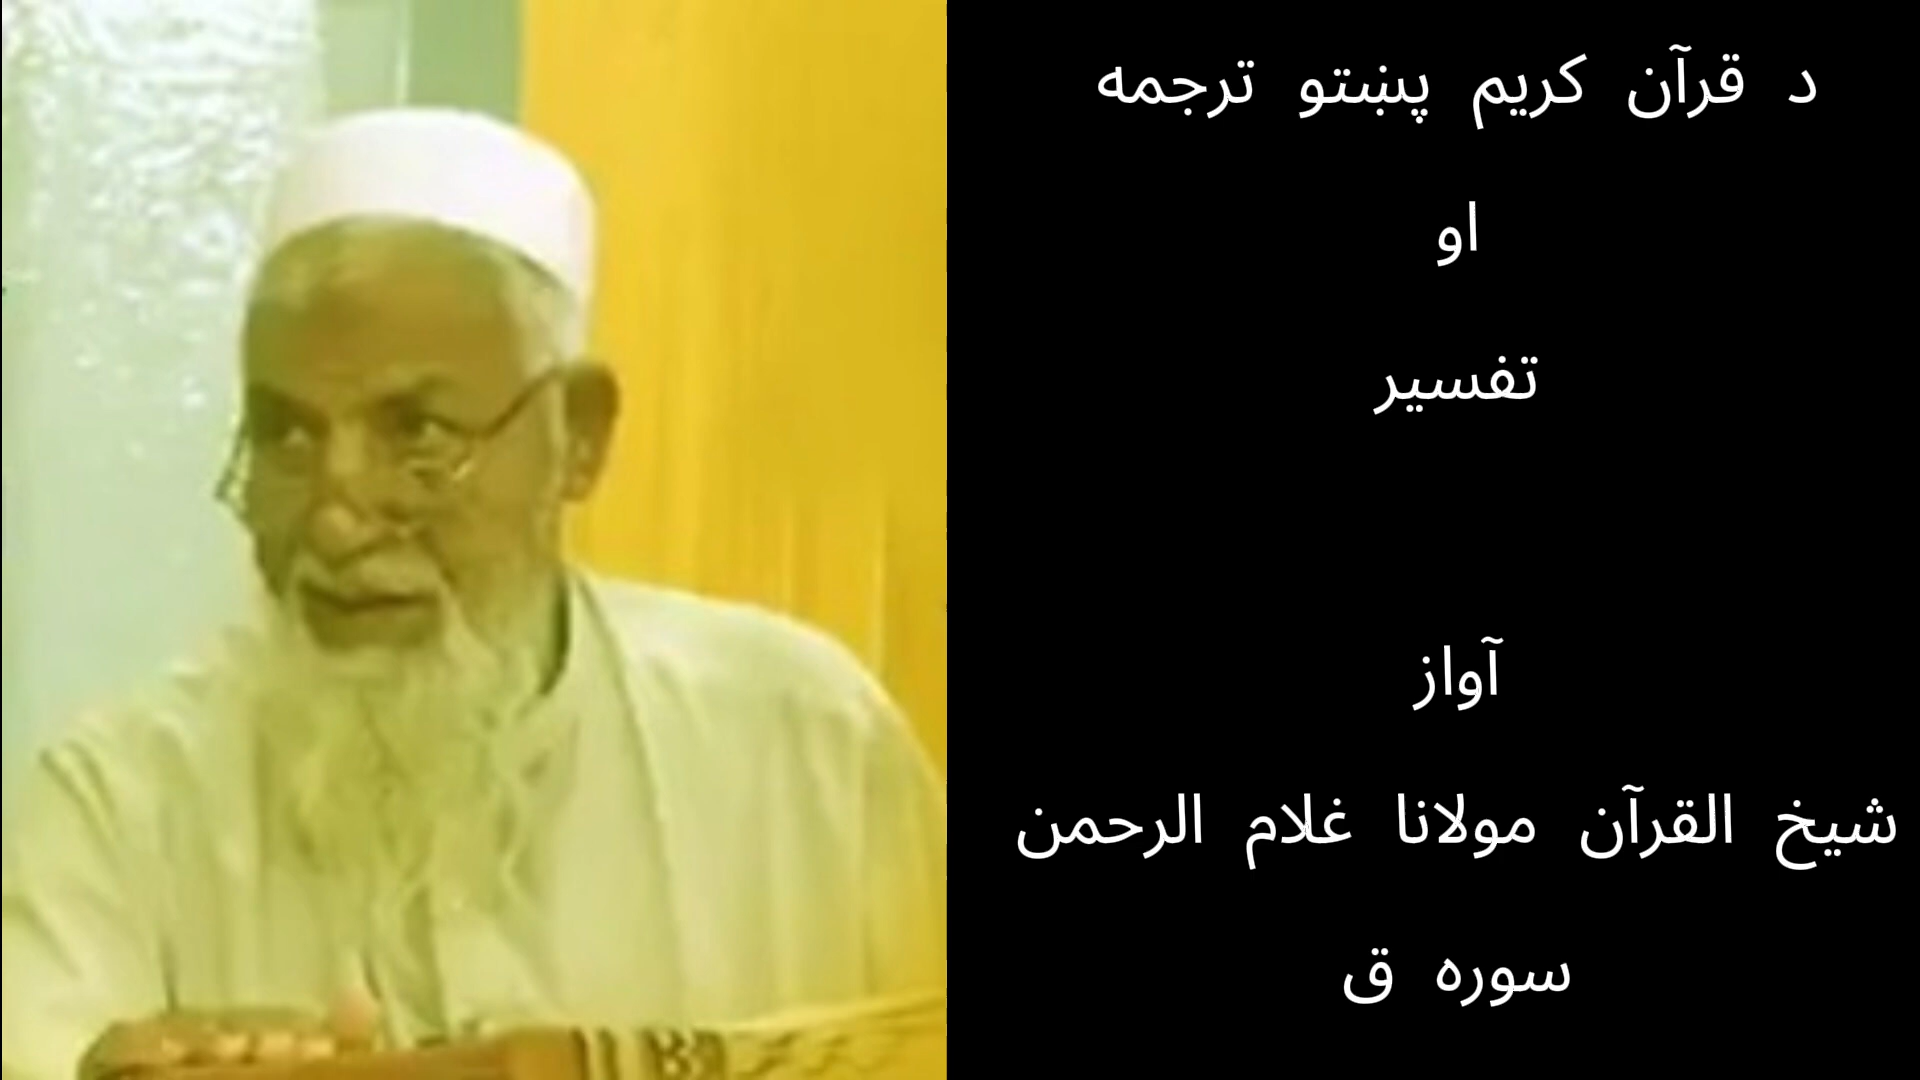 د قرآن کریم پښتو ترجمه
او
تفسیر
آواز
شیخ القرآن مولانا غلام الرحمن
سوره ق